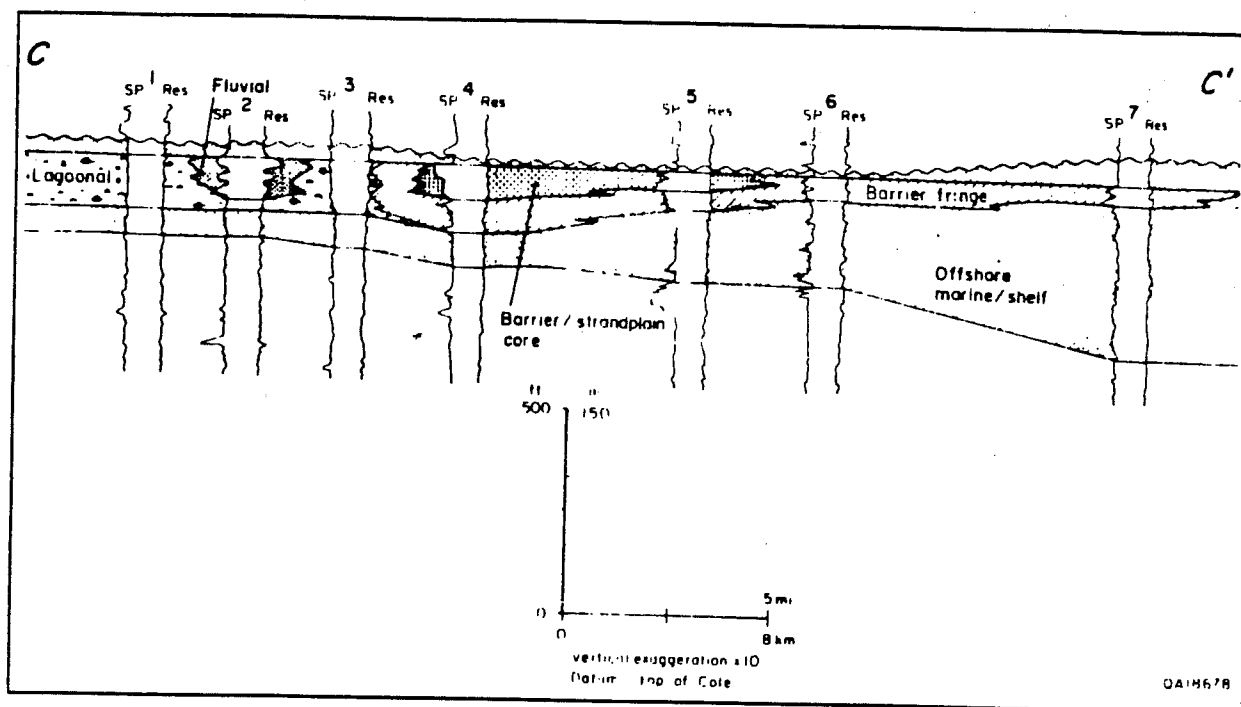 C
C'
SP 1 Res
Fluvial
SP 2 Res
SP 3 Res
SP 4 Res
SP 5 Res
SP 6 Res
SP 7 Res
Lagoonal
Barrier fringe
Offshore
marine/shelf
Barrier/strandplain
core
ft
500 150
0
5 mi
0 8 km
vertical exaggeration x10
top of Cole